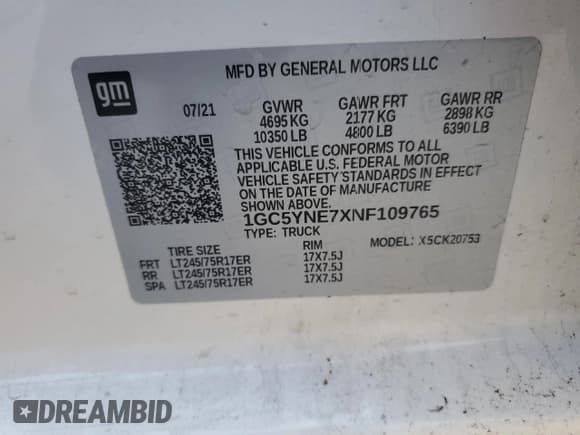 gm
MFD BY GENERAL MOTORS LLC
07/21 GVWR GAWR FRT GAWR RR
4695 KG 2177 KG 2898 KG
10350 LB 4800 LB 6390 LB
THIS VEHICLE CONFORMS TO ALL
APPLICABLE U.S. FEDERAL MOTOR
VEHICLE SAFETY STANDARDS IN EFFECT
ON THE DATE OF MANUFACTURE
SHOWN ABOVE.
1GC5YNE7XNF109765
TYPE: TRUCK MODEL: X5CK20753
TIRE SIZE RIM
FRT LT245/75R17ER 17X7.5J
RR LT245/75R17ER 17X7.5J
SPA LT245/75R17ER 17X7.5J
DREAMBID